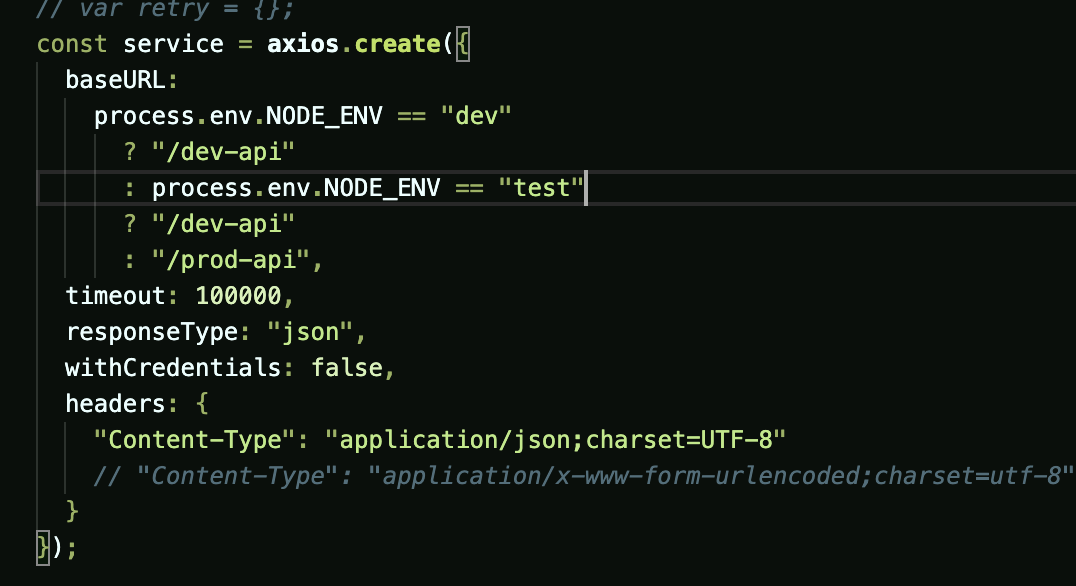 // var retry = {};
const service = axios.create({
  baseURL:
    process.env.NODE_ENV == "dev"
      ? "/dev-api"
      : process.env.NODE_ENV == "test"
      ? "/dev-api"
      : "/prod-api",
  timeout: 100000,
  responseType: "json",
  withCredentials: false,
  headers: {
    "Content-Type": "application/json;charset=UTF-8"
    // "Content-Type": "application/x-www-form-urlencoded;charset=utf-8"
  }
});